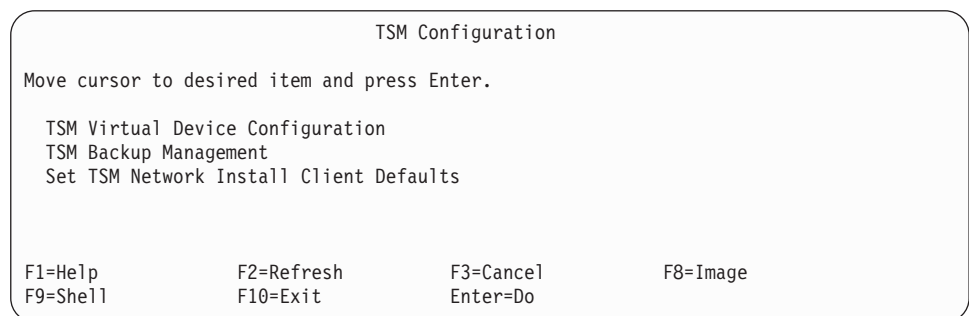 TSM Configuration
Move cursor to desired item and press Enter.
TSM Virtual Device Configuration
TSM Backup Management
Set TSM Network Install Client Defaults
F1=Help F2=Refresh F3=Cancel F8=Image
F9=Shell F10=Exit Enter=Do